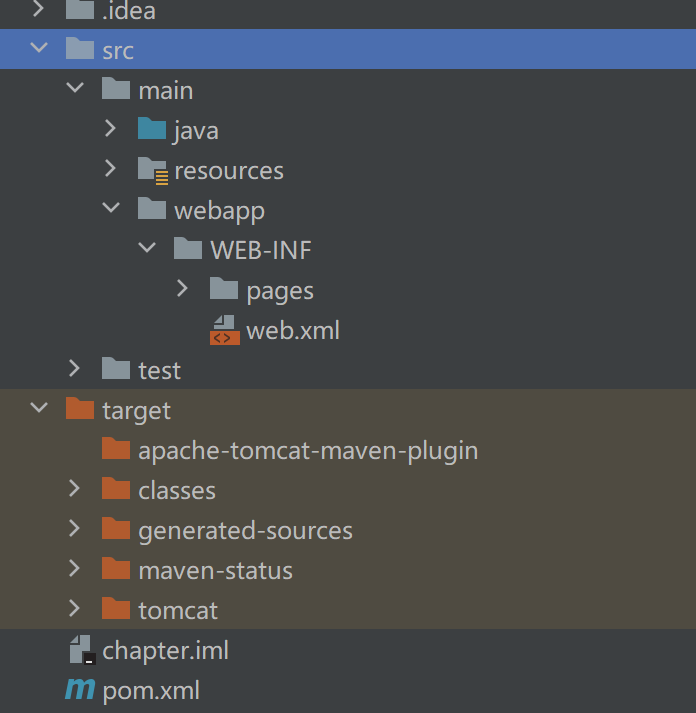 .idea
src
main
java
resources
webapp
WEB-INF
pages
web.xml
test
target
apache-tomcat-maven-plugin
classes
generated-sources
maven-status
tomcat
chapter.iml
pom.xml